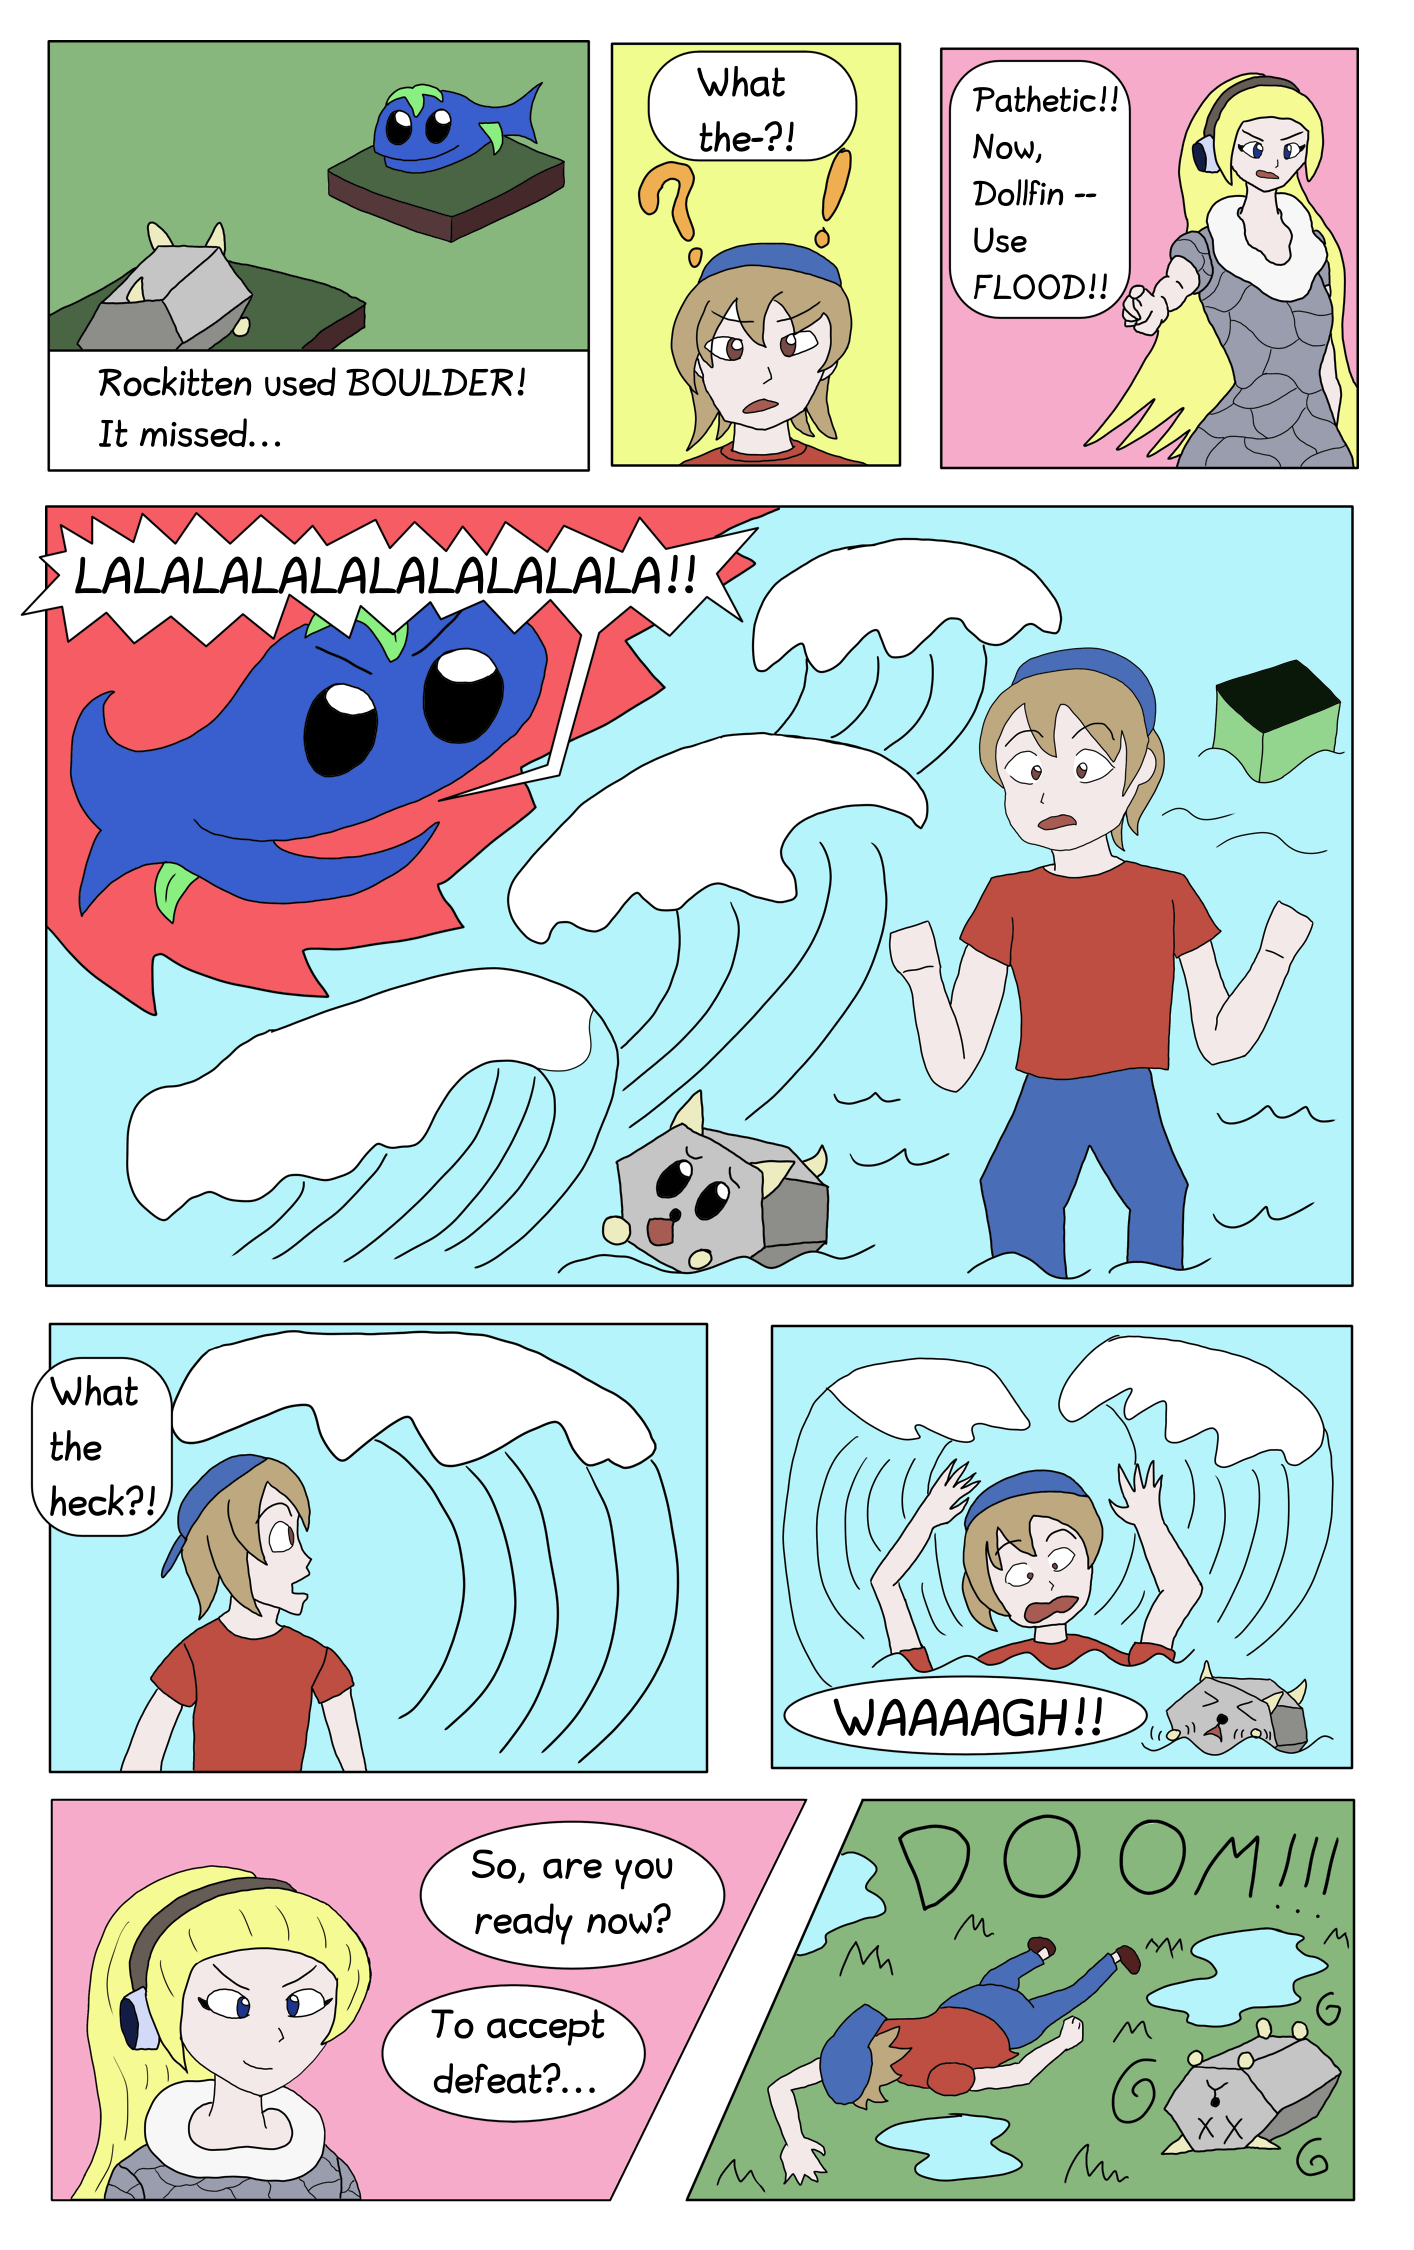 Rockitten used BOULDER!
It missed...
What
the-?!
?
!
Pathetic!!
Now,
Dollfin --
Use
FLOOD!!
LALALALALALALALALALA!!
What
the
heck?!
WAAAAGH!!
So, are you
ready now?
To accept
defeat?...
DOOM!!!...